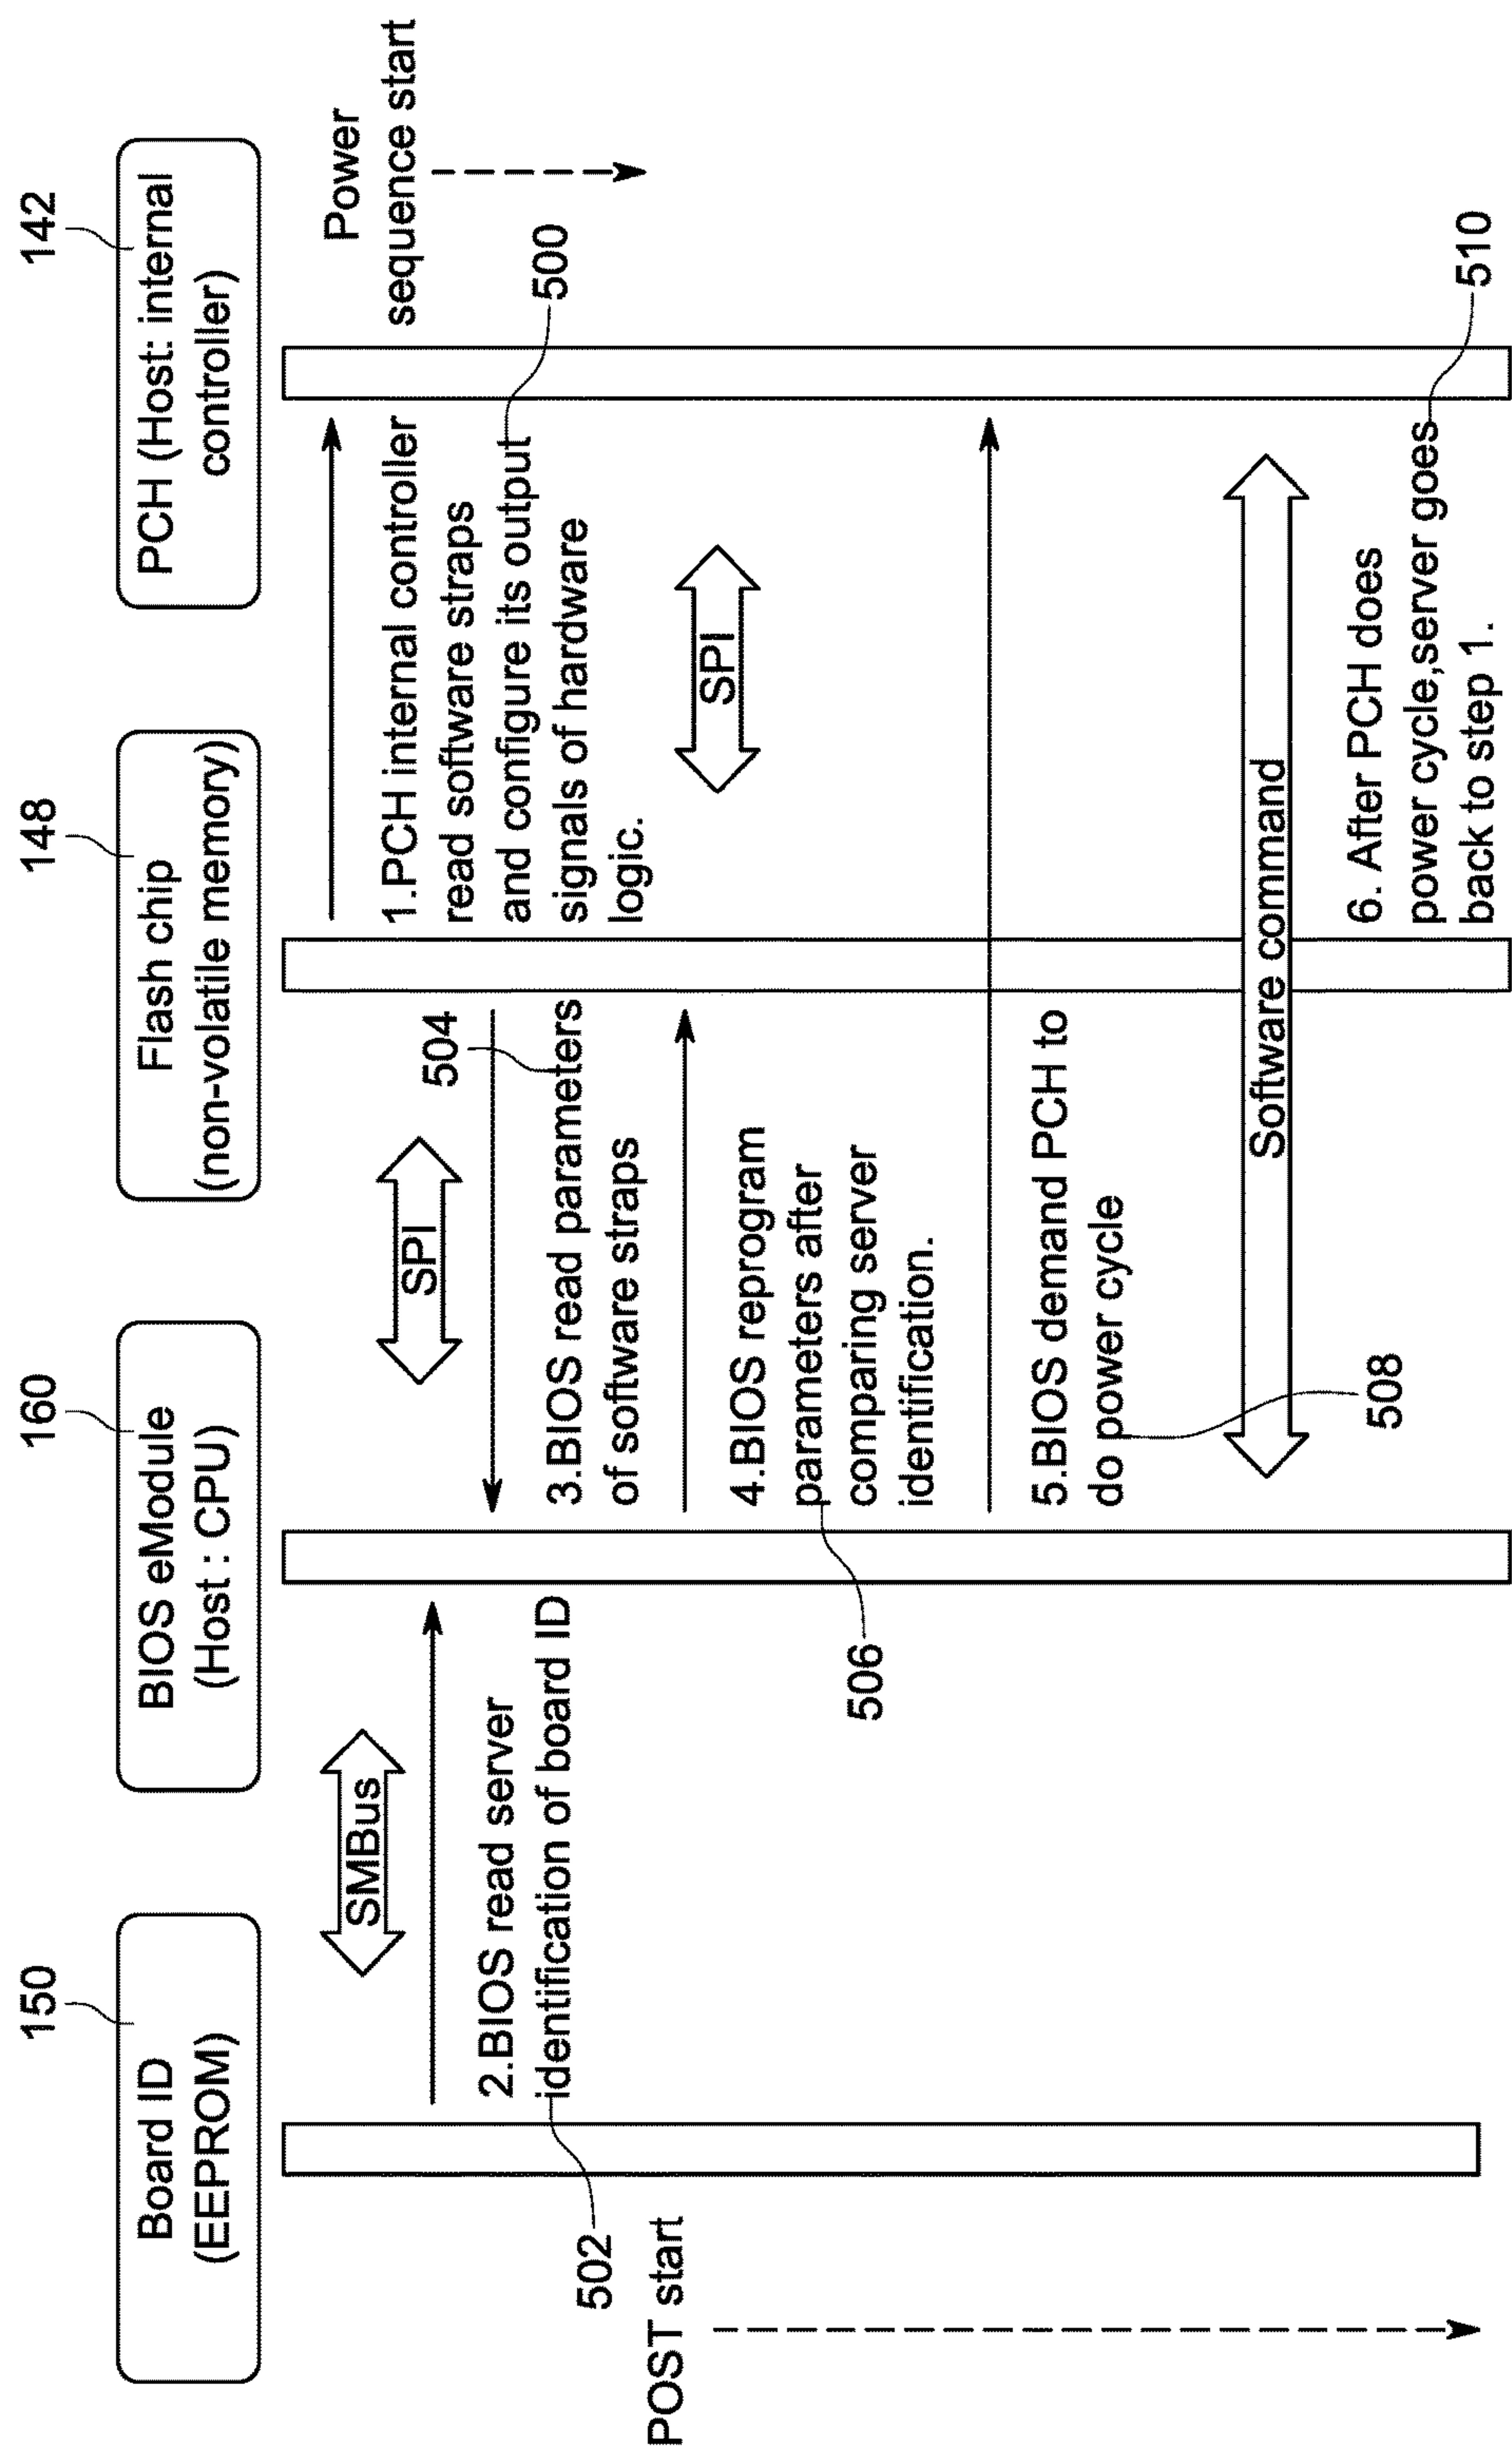 150
160
148
142
Board ID
(EEPROM)
BIOS eModule
(Host : CPU)
Flash chip
(non-volatile memory)
PCH (Host: internal
controller)
Power
sequence start
1.PCH internal controller
read software straps
and configure its output
signals of hardware
logic.
500
SPI
SMBus
2.BIOS read server
identification of board ID
502
POST start
SPI
504
3.BIOS read parameters
of software straps
4.BIOS reprogram
parameters after
comparing server
identification.
506
5.BIOS demand PCH to
do power cycle
508
Software command
6. After PCH does
power cycle,server goes
back to step 1.
510